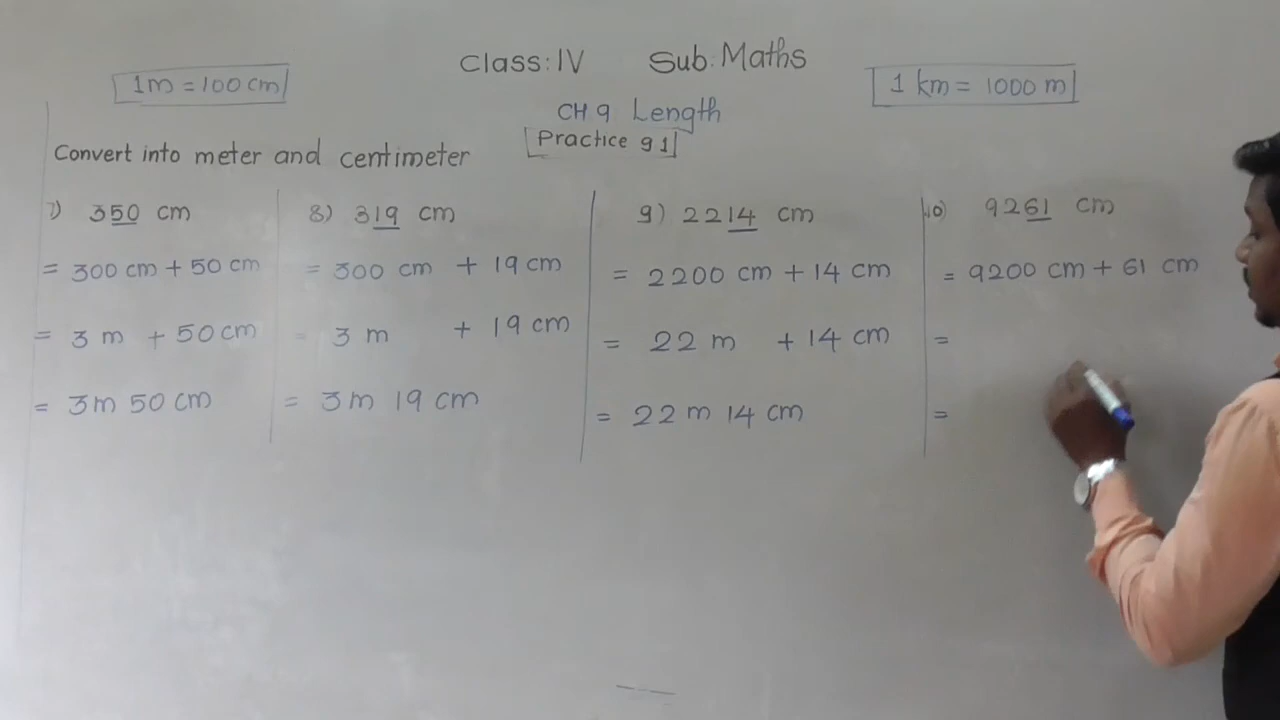 Class: IV Sub: Maths
1m = 100 cm
1 km = 1000 m
CH 9 Length
Practice 9 1
Convert into meter and centimeter
7) 350 cm
= 300 cm + 50 cm
= 3 m + 50 cm
= 3m 50 cm
8) 319 cm
= 300 cm + 19 cm
= 3 m + 19 cm
= 3 m 19 cm
9) 2214 cm
= 2200 cm + 14 cm
= 22 m + 14 cm
= 22 m 14 cm
10) 9261 cm
= 9200 cm + 61 cm
=
=